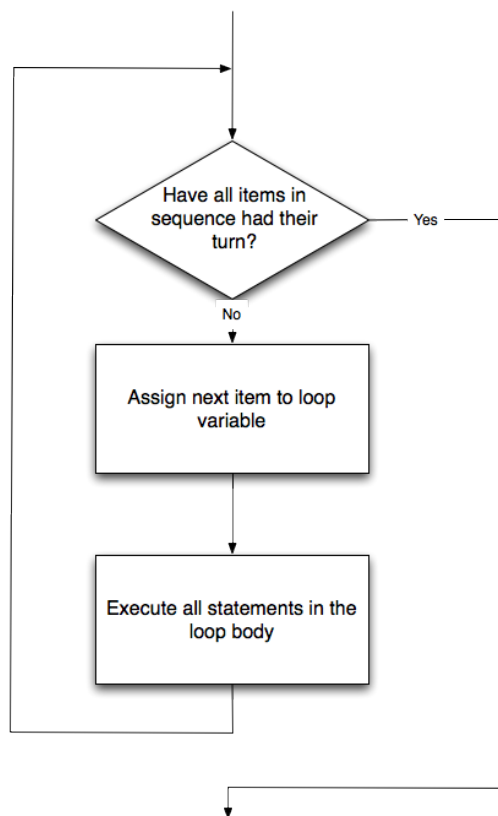 Have all items in
sequence had their
turn?
Yes
No
Assign next item to loop
variable
Execute all statements in the
loop body